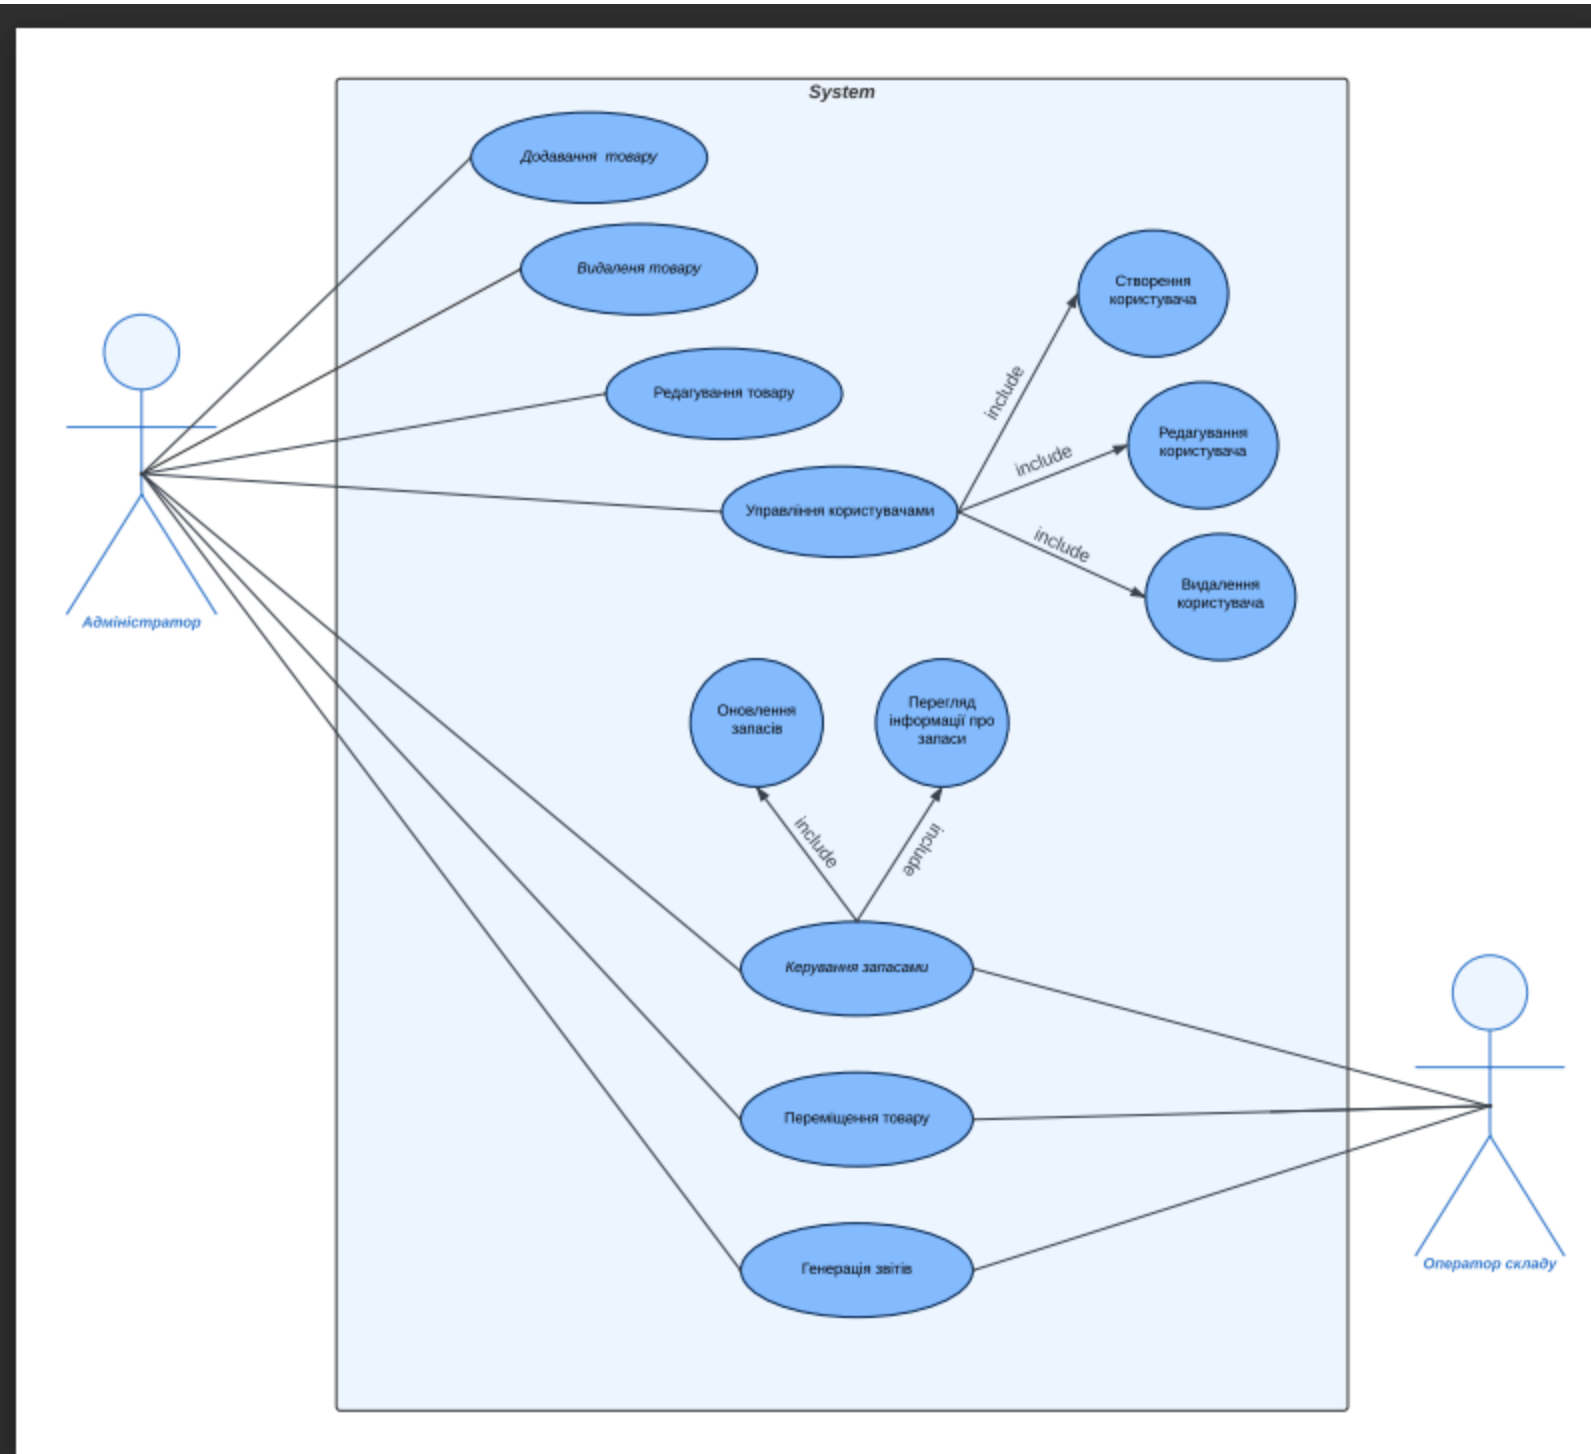 System
Додавання товару
Видаленя товару
Створення
користувача
include
Редагування товару
Редагування
користувача
include
Управління користувачами
include
Видалення
користувача
Адміністратор
Оновлення
запасів
Перегляд
інформації про
запаси
include
include
Керування запасами
Переміщення товару
Генерація звітів
Оператор складу